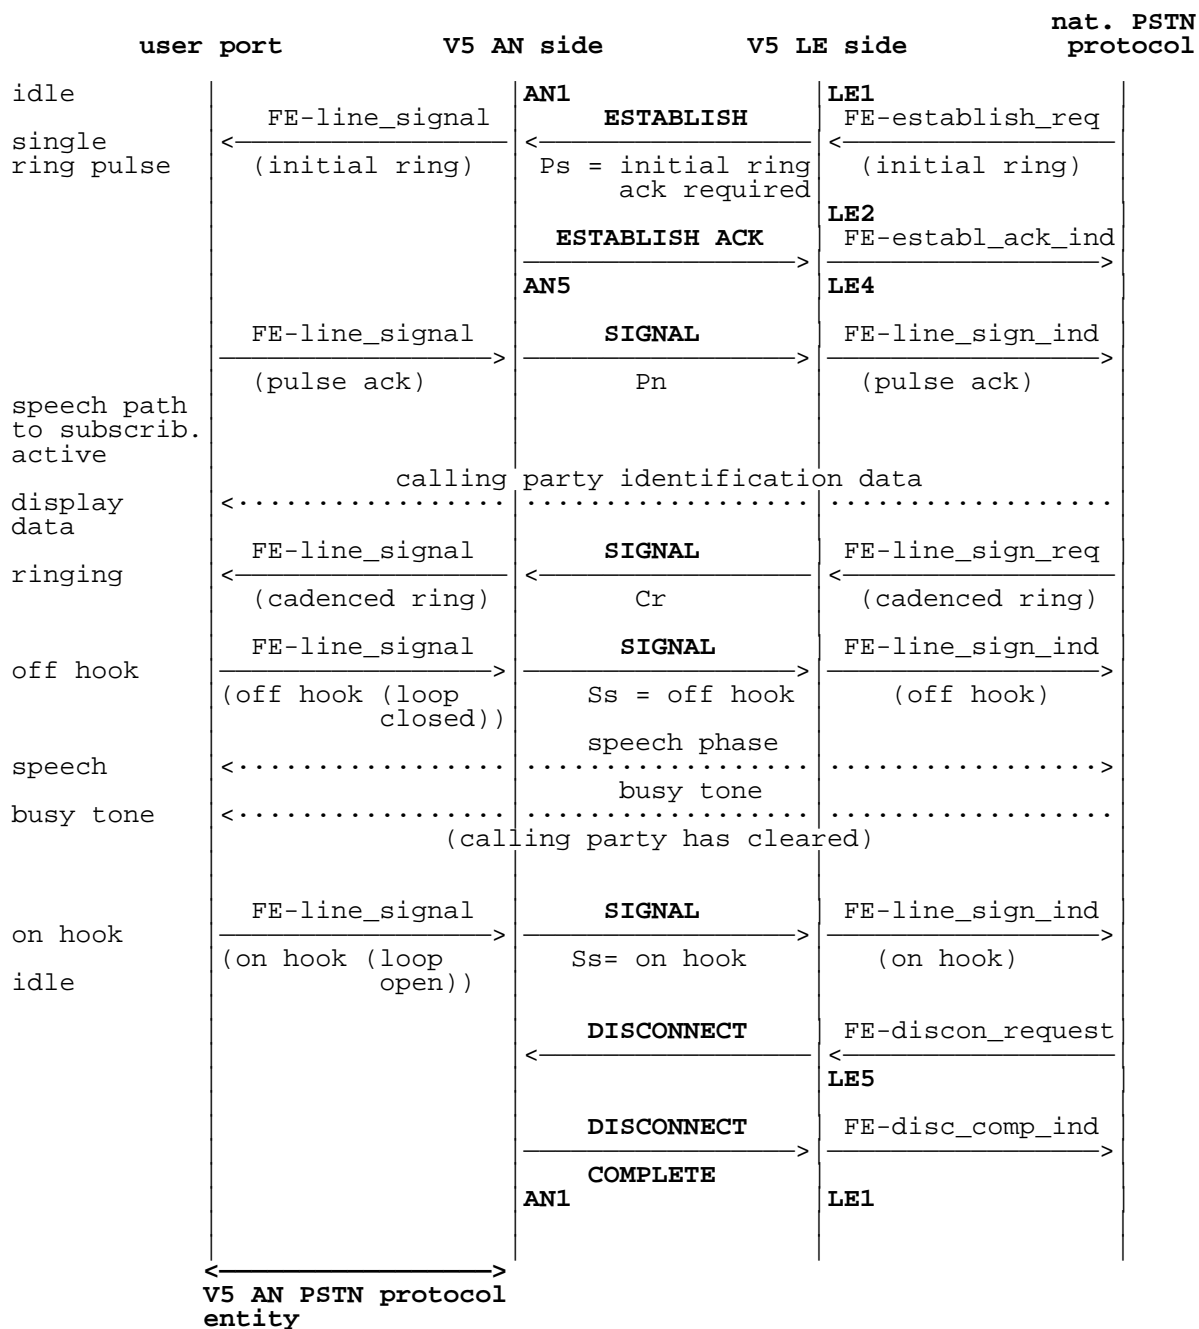 nat. PSTN
user port V5 AN side V5 LE side protocol
idle AN1 LE1
FE-line_signal ESTABLISH FE-establish_req
single
ring pulse (initial ring) Ps = initial ring (initial ring)
ack required
LE2
ESTABLISH ACK FE-establ_ack_ind
AN5 LE4
FE-line_signal SIGNAL FE-line_sign_ind
(pulse ack) Pn (pulse ack)
speech path
to subscrib.
active
calling party identification data
display
data
FE-line_signal SIGNAL FE-line_sign_req
ringing
(cadenced ring) Cr (cadenced ring)
FE-line_signal SIGNAL FE-line_sign_ind
off hook
(off hook (loop Ss = off hook (off hook)
closed))
speech phase
speech
busy tone
busy tone
(calling party has cleared)
FE-line_signal SIGNAL FE-line_sign_ind
on hook
(on hook (loop Ss= on hook (on hook)
idle open))
DISCONNECT FE-discon_request
LE5
DISCONNECT FE-disc_comp_ind
COMPLETE
AN1 LE1
V5 AN PSTN protocol
entity